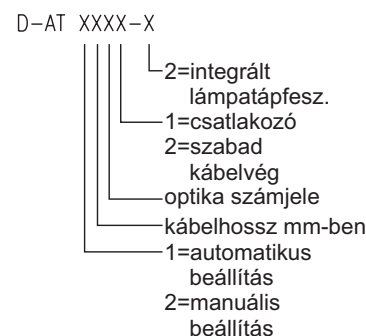 D-AT XXXX-X
2=integrált
lámpatápfesz.
1=csatlakozó
2=szabad
kábelvég
optika számjele
kábelhossz mm-ben
1=automatikus
beállítás
2=manuális
beállítás